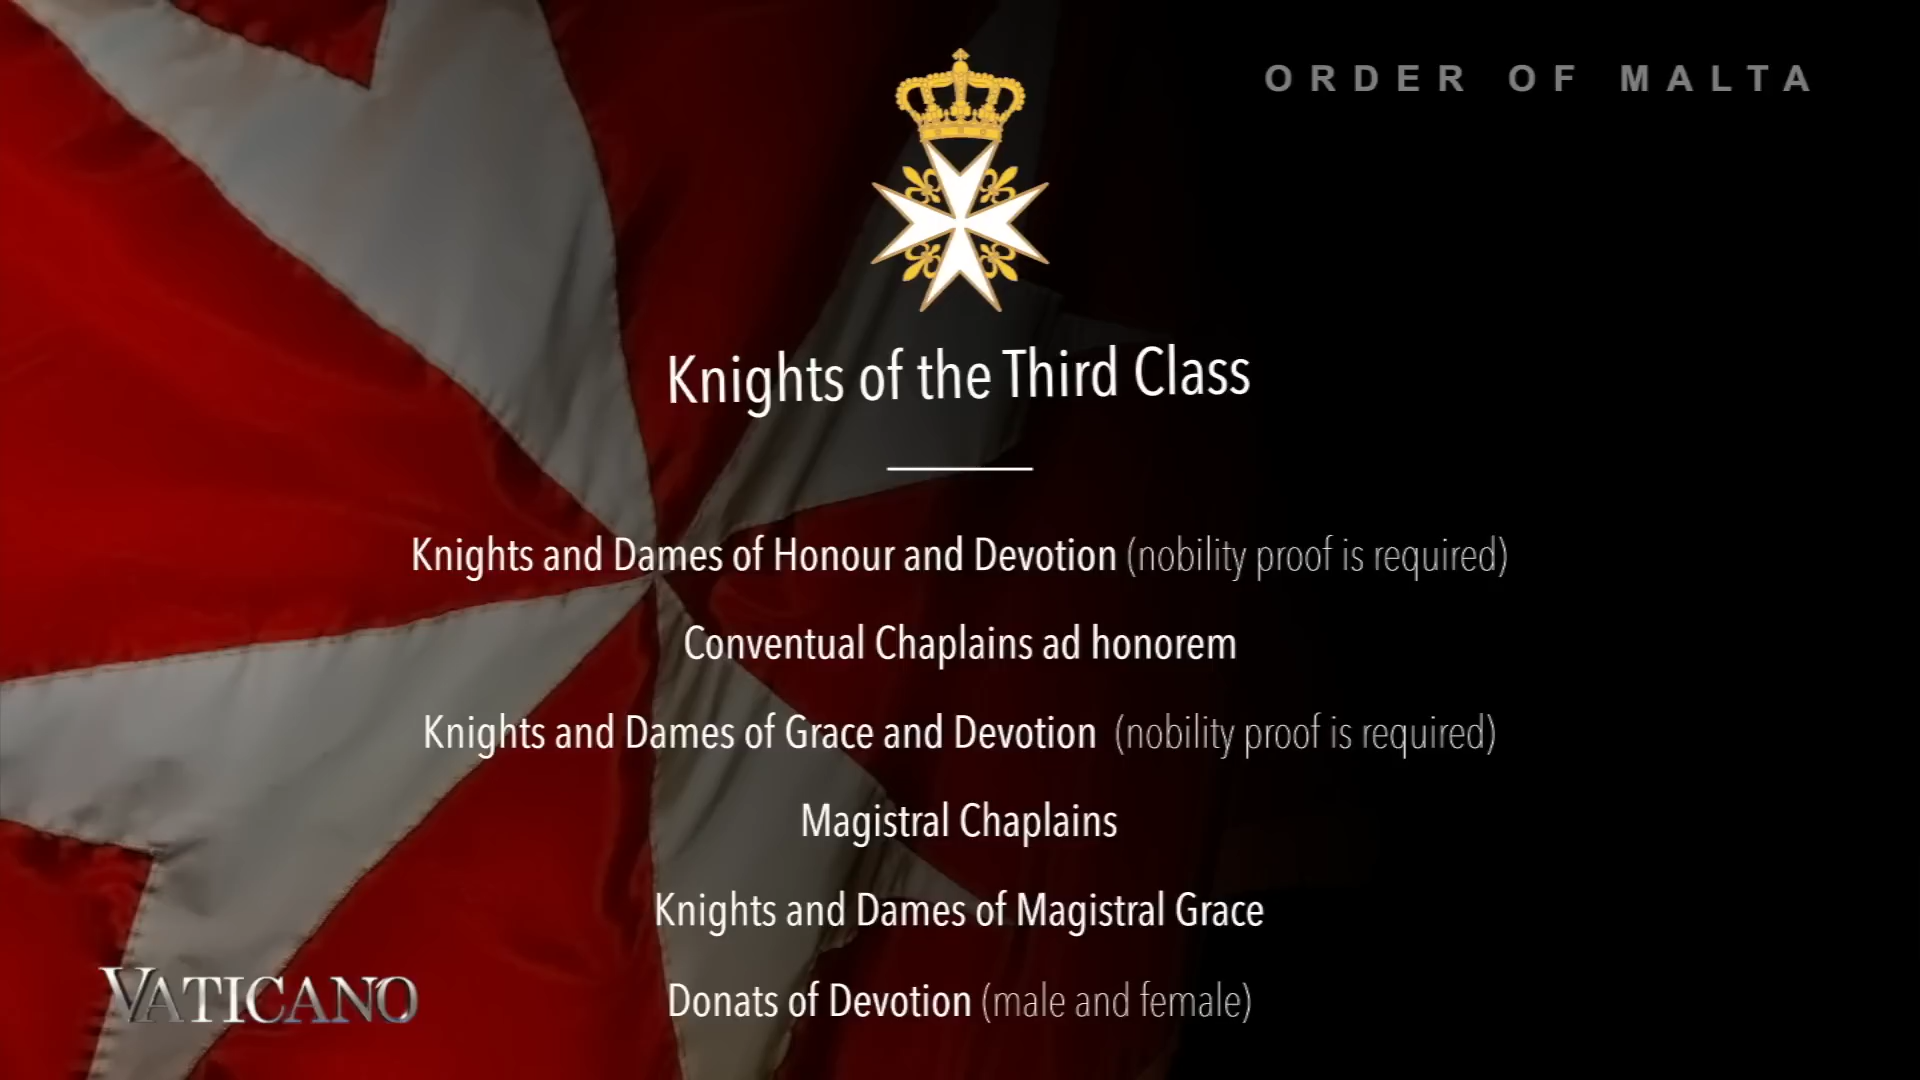 ORDER OF MALTA
Knights of the Third Class
Knights and Dames of Honour and Devotion (nobility proof is required)
Conventual Chaplains ad honorem
Knights and Dames of Grace and Devotion (nobility proof is required)
Magistral Chaplains
Knights and Dames of Magistral Grace
Donats of Devotion (male and female)
VATICANO